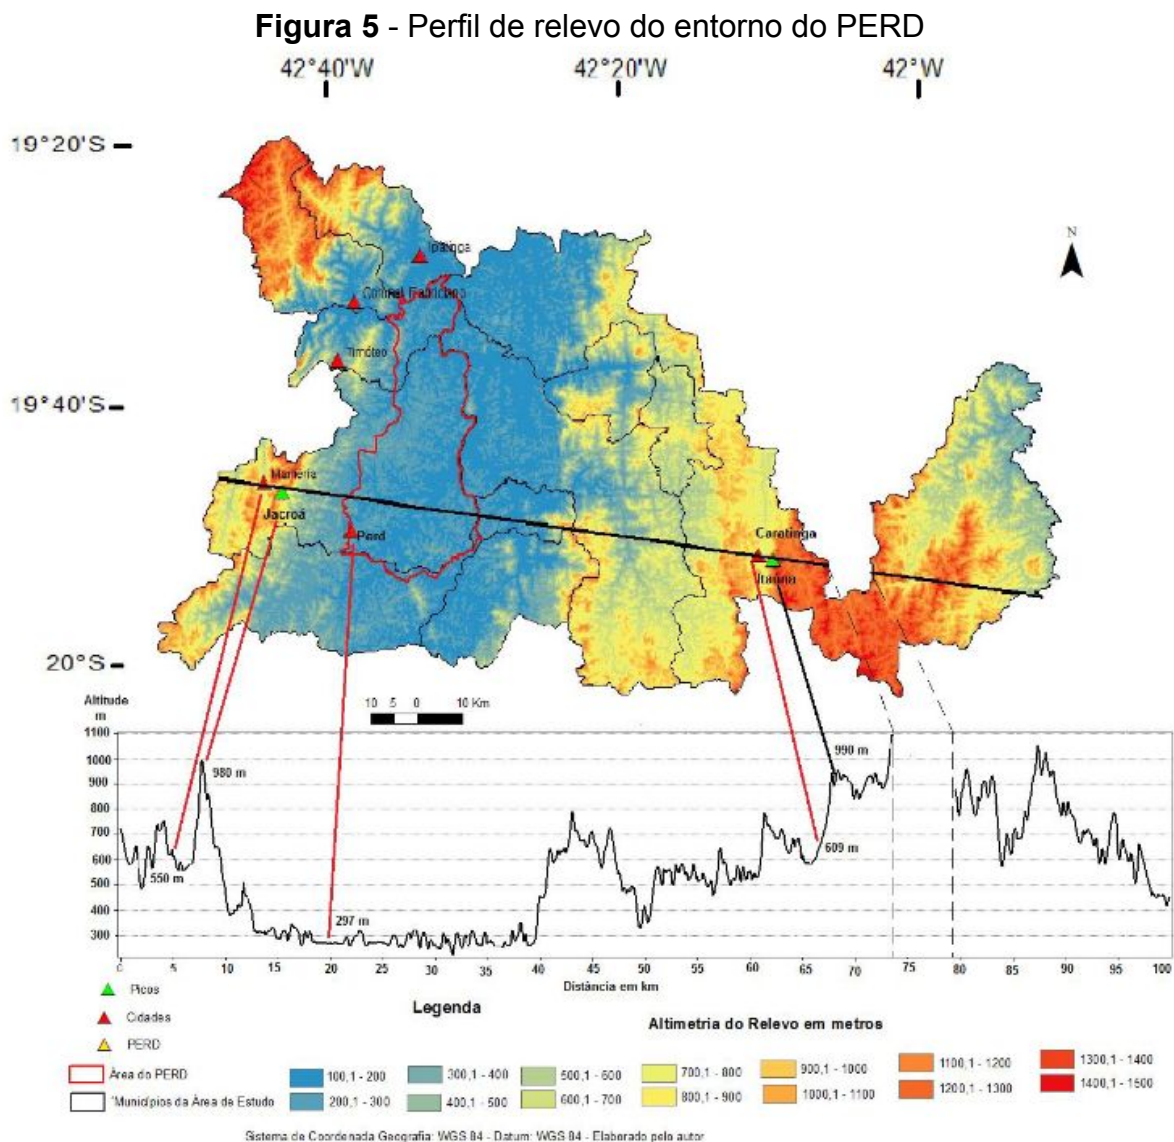 Figura 5 - Perfil de relevo do entorno do PERD
42°40'W 42°20'W 42°W
19°20'S
N
Ipatinga
Coronel Fabriciano
Timóteo
19°40'S
Marliéria
Jacroá
Perd
Caratinga
Itaúna
20°S
Altitude
m
10 5 0 10 Km
1100
1000
900
800
700
600
500
400
300
980 m
990 m
550 m
609 m
297 m
0 5 10 15 20 25 30 35 40 45 50 55 60 65 70 75 80 85 90 95 100
Distância em km
Picos
Legenda
Cidades
Altimetria do Relevo em metros
PERD
Área do PERD
100,1 - 200 300,1 - 400 500,1 - 600 700,1 - 800 900,1 - 1000 1100,1 - 1200 1300,1 - 1400
'Municípios da Área de Estudo
200,1 - 300 400,1 - 500 600,1 - 700 800,1 - 900 1000,1 - 1100 1200,1 - 1300 1400,1 - 1500
Sistema de Coordenada Geografia: WGS 84 - Datum: WGS 84 - Elaborado pelo autor